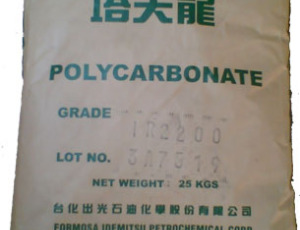 塔夫龍
POLYCARBONATE
GRADE IR2200
LOT NO.
NET WEIGHT: 25 KGS
台化出光石油化學股份有限公司
FORMOSA IDEMITSU PETROCHEMICAL CORP.